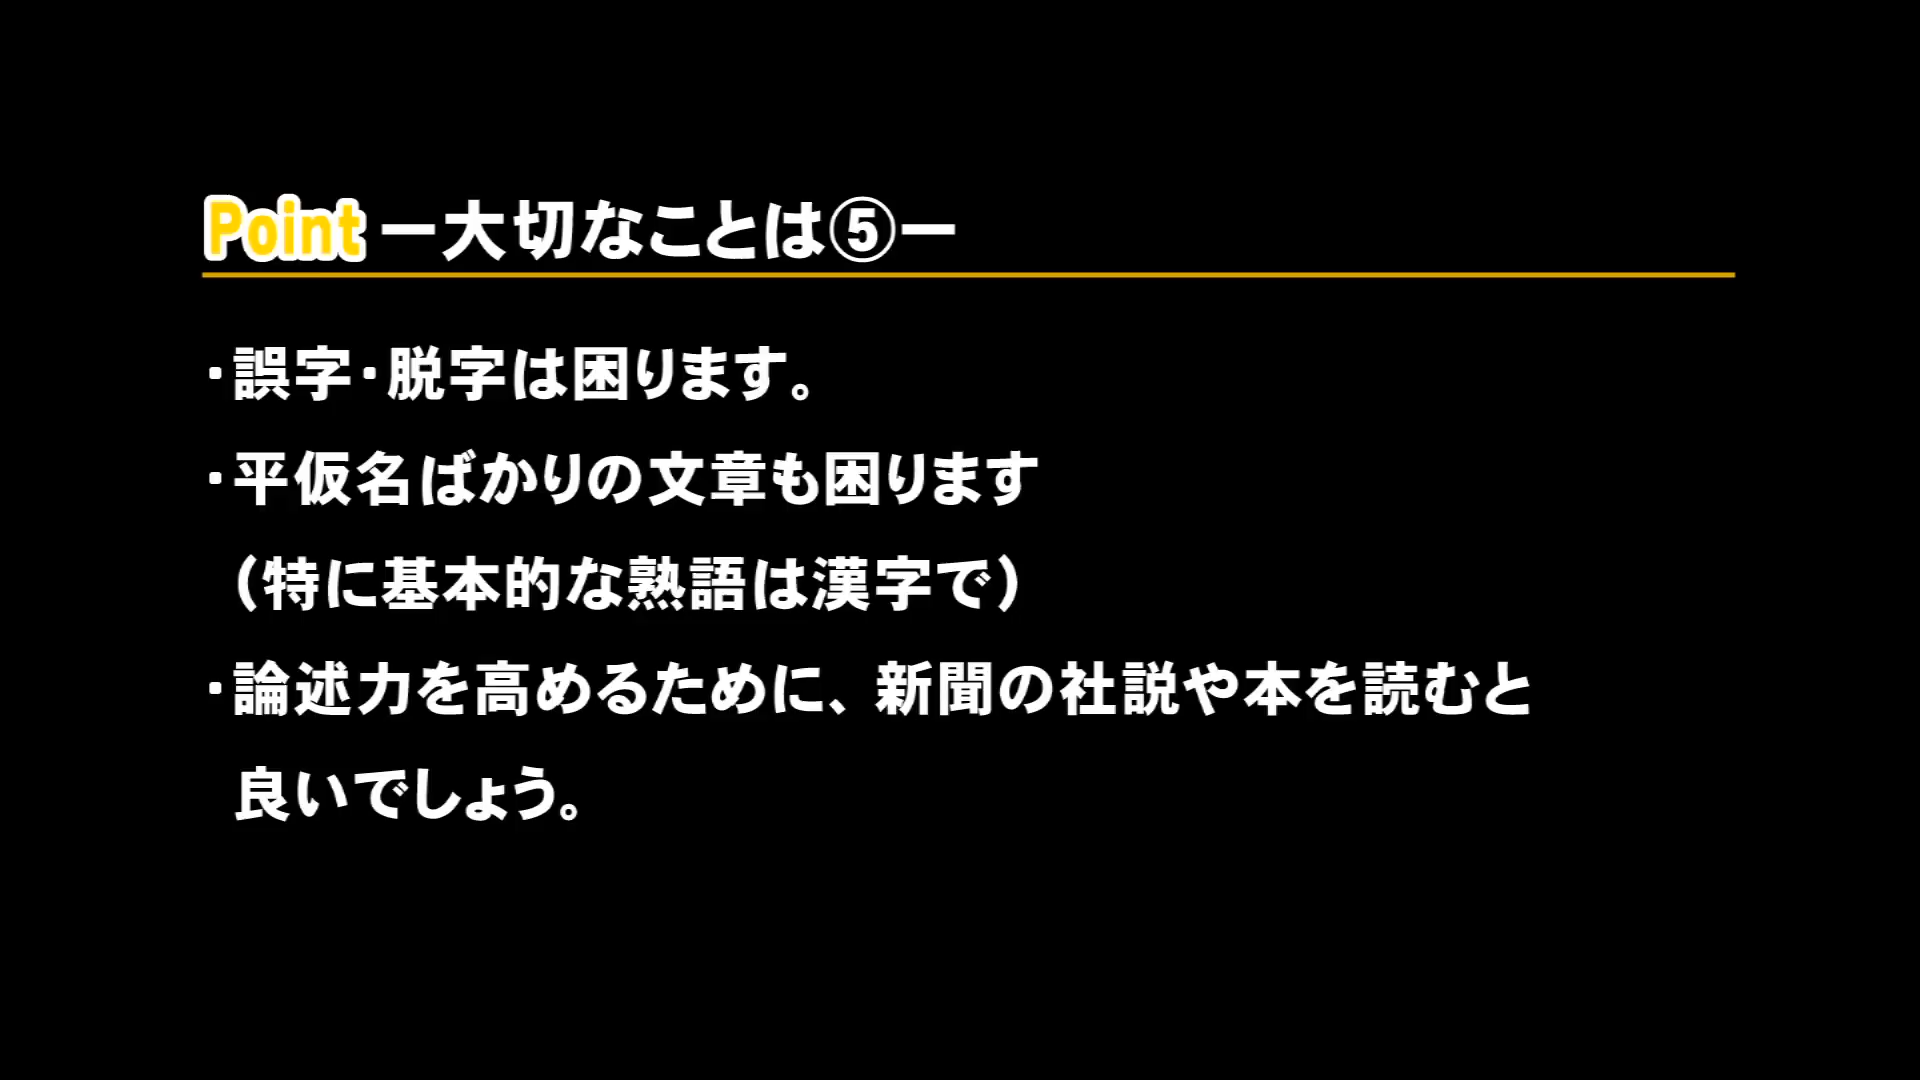 Point ー大切なことは⑤ー
・誤字・脱字は困ります。
・平仮名ばかりの文章も困ります
（特に基本的な熟語は漢字で）
・論述力を高めるために、新聞の社説や本を読むと
良いでしょう。